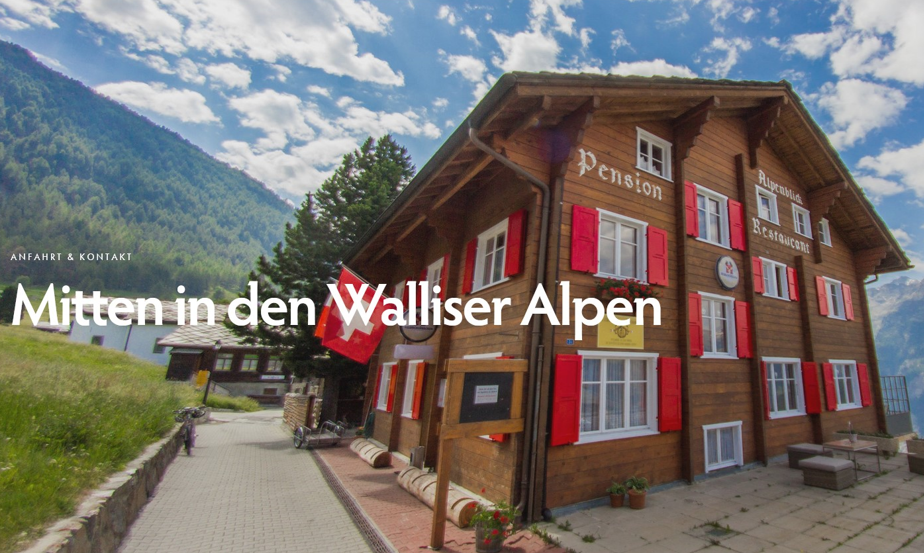 ANFAHRT & KONTAKT
Mitten in den Walliser Alpen
Pension
Alpenblick
Restaurant